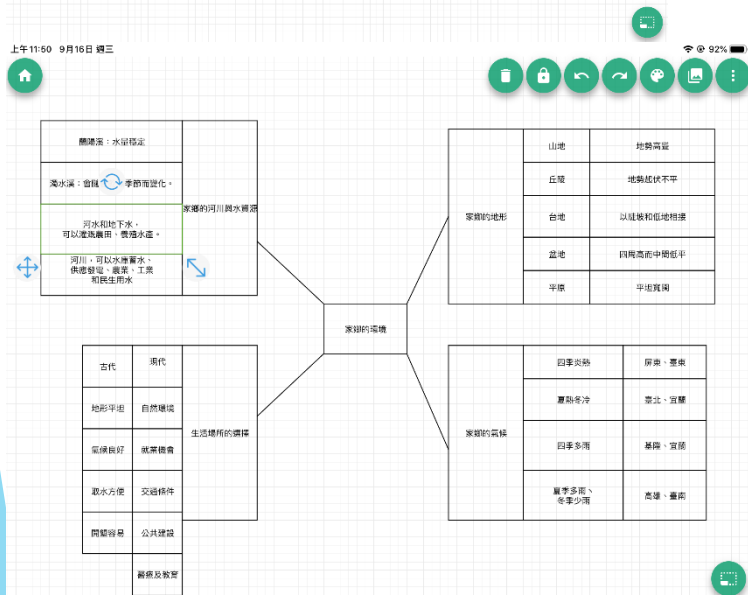 上午11:50 9月16日 週三
92%
蘭陽溪：水量穩定
濁水溪：會隨
季節而變化。
河水和地下水，
可以灌溉農田、養殖水產。
河川，可以水庫蓄水、
供應發電、農業、工業
和民生用水
家鄉的河川與水資源
家鄉的地形
山地 地勢高聳
丘陵 地勢起伏不平
台地 以陡坡和低地相接
盆地 四周高而中間低平
平原 平坦寬闊
家鄉的環境
古代 現代
地形平坦 自然環境
氣候良好 就業機會
取水方便 交通條件
開墾容易 公共建設
醫療及教育
生活場所的選擇
家鄉的氣候
四季炎熱 屏東、臺東
夏熱冬冷 臺北、宜蘭
四季多雨 基隆、宜蘭
夏季多雨、
冬季少雨
高雄、臺南